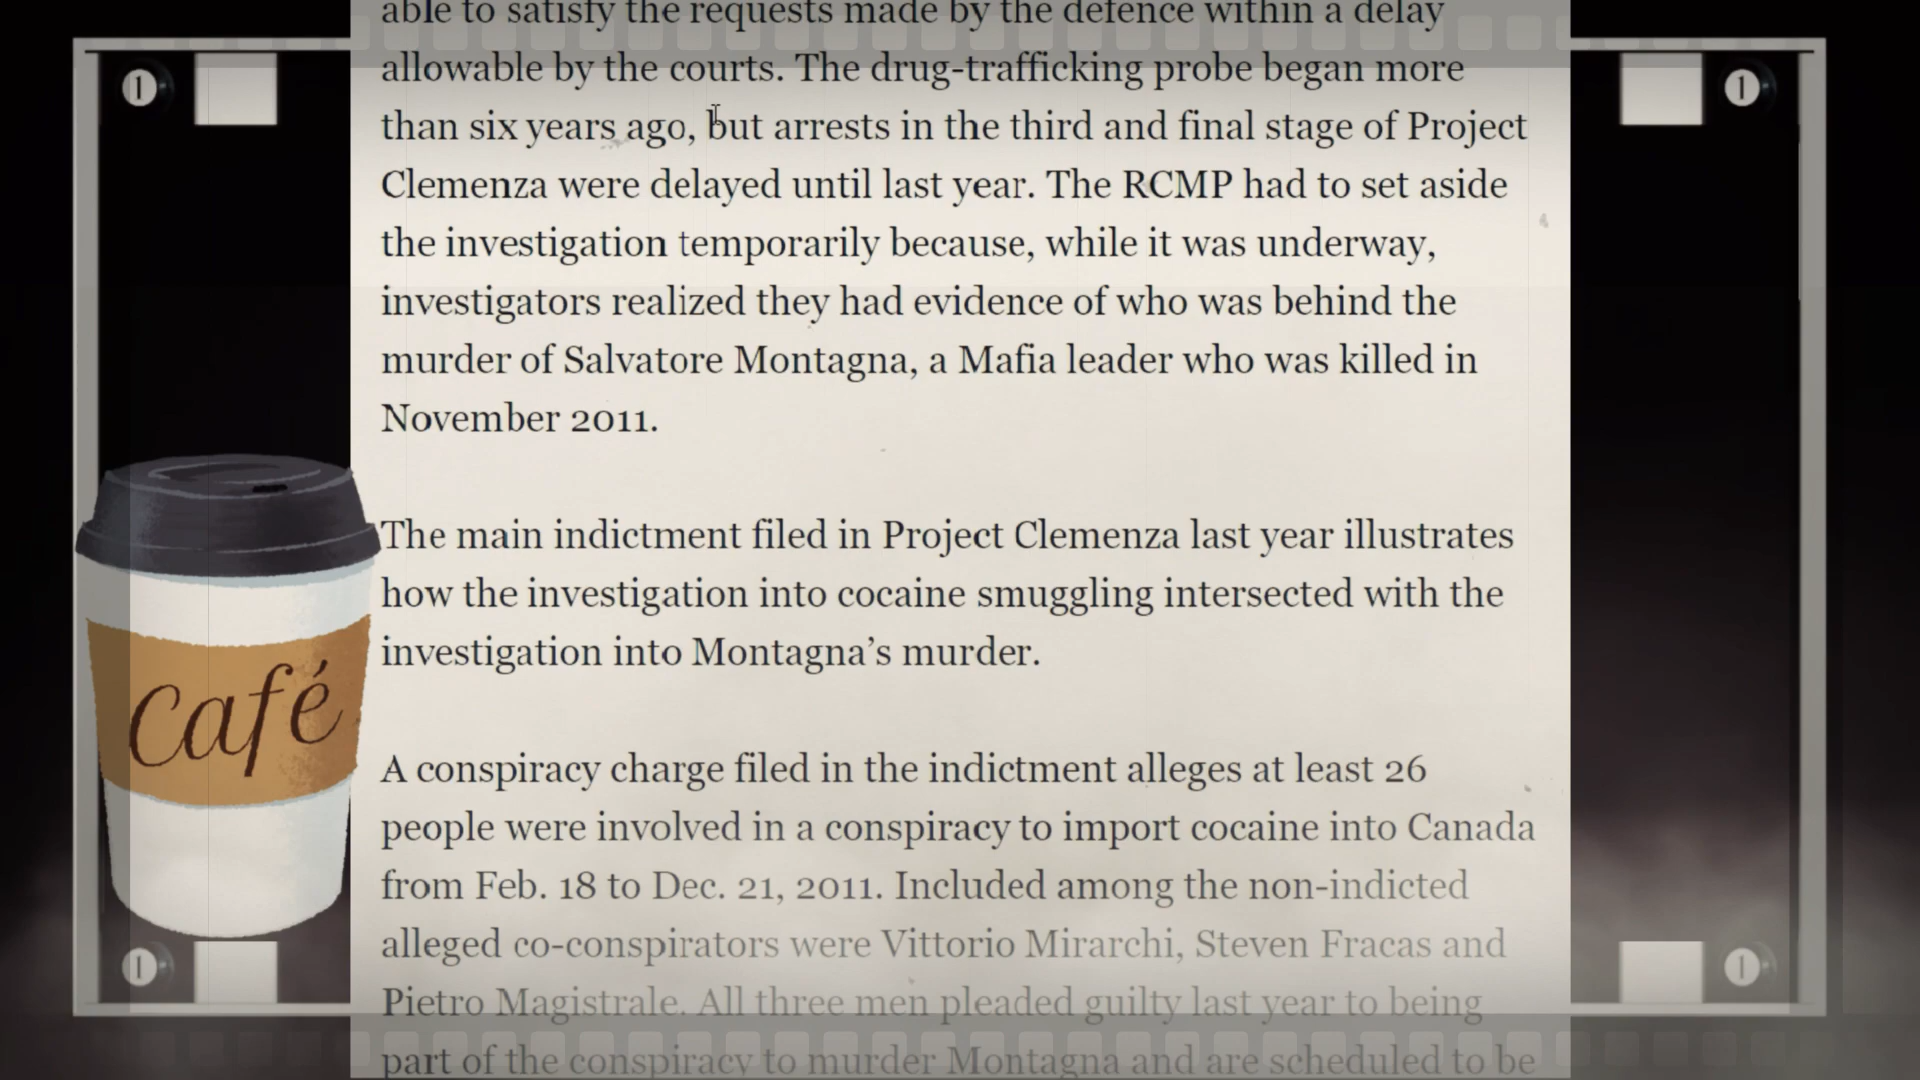 able to satisfy the requests made by the defence within a delay
allowable by the courts. The drug-trafficking probe began more
than six years ago, but arrests in the third and final stage of Project
Clemenza were delayed until last year. The RCMP had to set aside
the investigation temporarily because, while it was underway,
investigators realized they had evidence of who was behind the
murder of Salvatore Montagna, a Mafia leader who was killed in
November 2011.
The main indictment filed in Project Clemenza last year illustrates
how the investigation into cocaine smuggling intersected with the
investigation into Montagna’s murder.
A conspiracy charge filed in the indictment alleges at least 26
people were involved in a conspiracy to import cocaine into Canada
from Feb. 18 to Dec. 21, 2011. Included among the non-indicted
alleged co-conspirators were Vittorio Mirarchi, Steven Fracas and
Pietro Magistrale. All three men pleaded guilty last year to being
part of the conspiracy to murder Montagna and are scheduled to be
Café
1
1
1
1